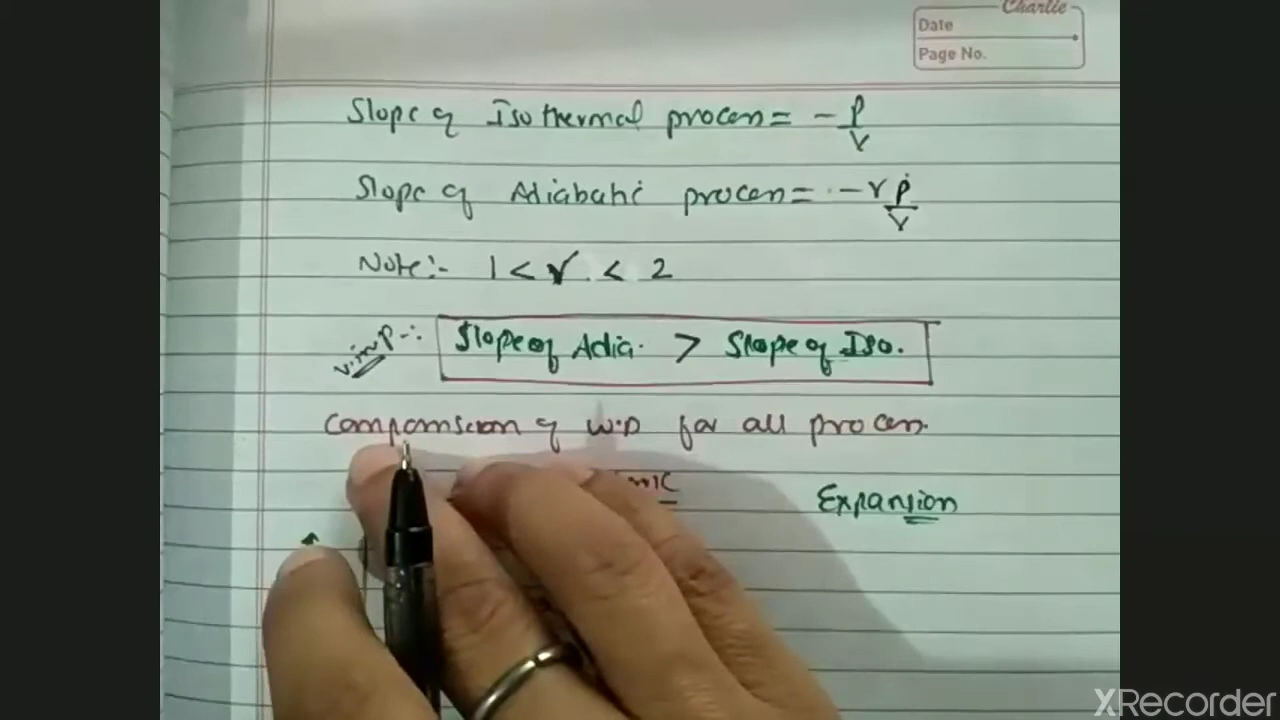 Charlie
Date
Page No.
Slope of Isothermal process = - P/V
Slope of Adiabatic process = - γ P/V
Note:- 1 < γ < 2
V.imp-: Slope of Adia. > Slope of Iso.
Comparision of W.D for all process.
Expansion
XRecorder